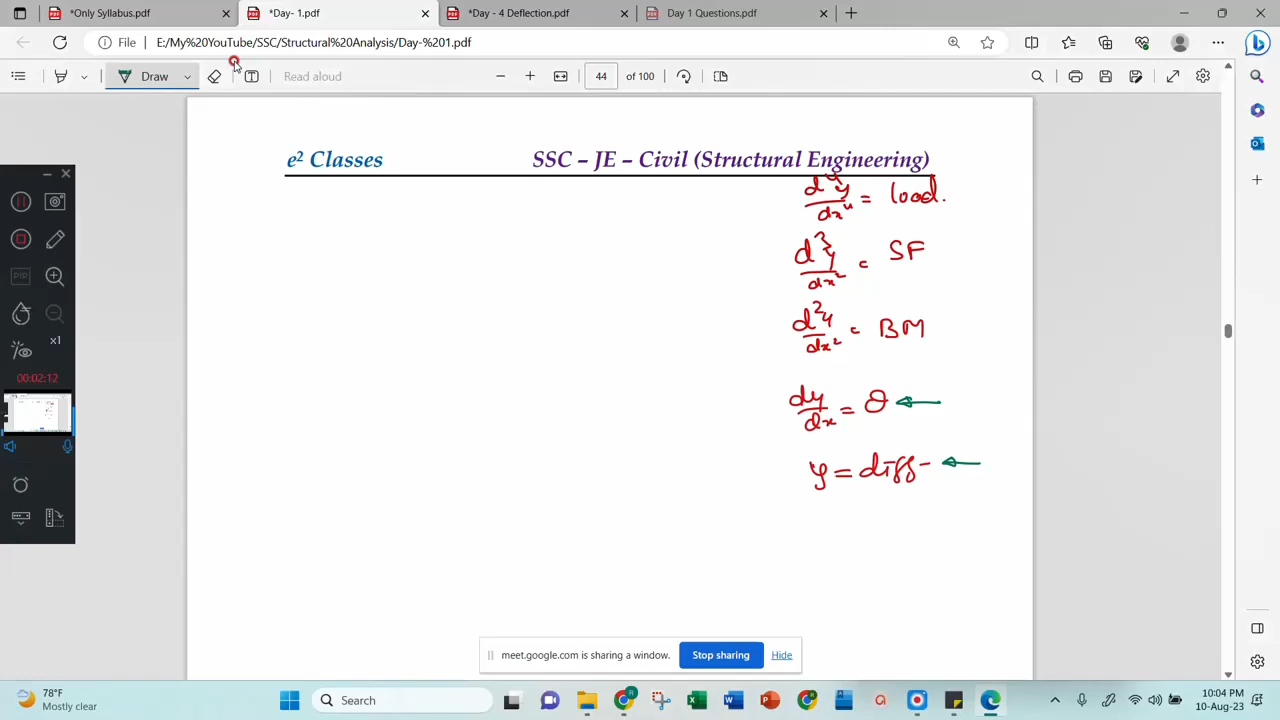 *Only Syllabus.pdf
*Day- 1.pdf
*Day - 4 Deflection.pdf
Day 1 Questions.pdf
File E:/My%20YouTube/SSC/Structural%20Analysis/Day-%201.pdf
Draw
Read aloud
44 of 100
e² Classes SSC – JE – Civil (Structural Engineering)
d⁴y/dx⁴ = load.
d³y/dx² = SF
d²y/dx² = BM
dy/dx = θ
y = diff-
PIP
x1
00:02:12
meet.google.com is sharing a window. Stop sharing Hide
78°F
Mostly clear
Search
10:04 PM
10-Aug-23